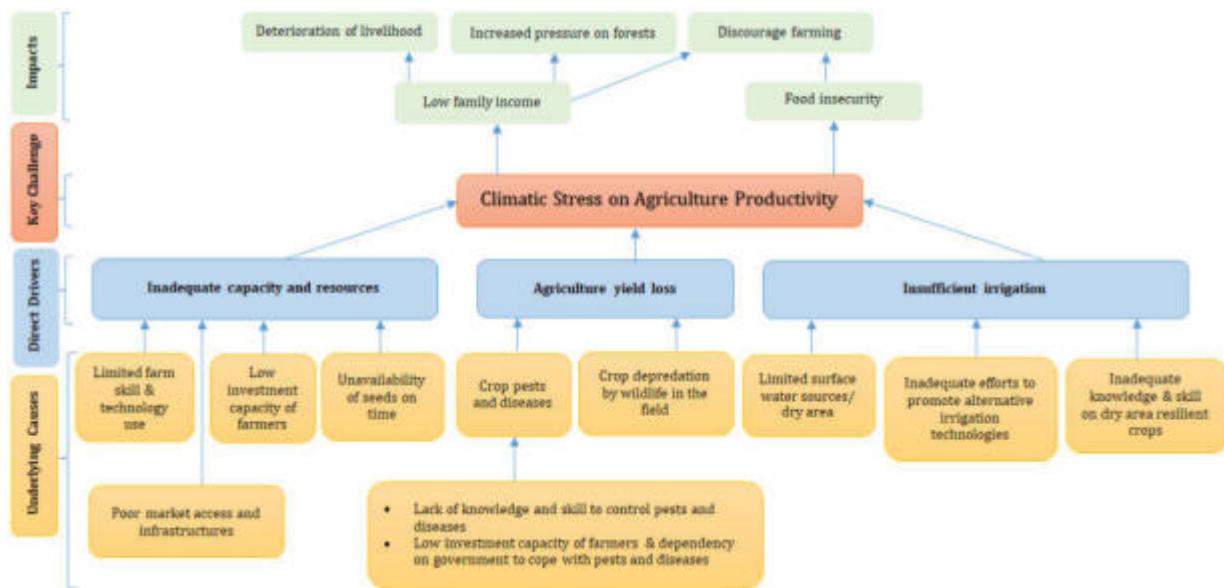 Impacts
Deterioration of livelihood
Increased pressure on forests
Discourage farming
Low family income
Food insecurity
Key Challenge
Climatic Stress on Agriculture Productivity
Direct Drivers
Inadequate capacity and resources
Agriculture yield loss
Insufficient irrigation
Underlying Causes
Limited farm
skill &
technology
use
Low
investment
capacity of
farmers
Unavailability
of seeds on
time
Crop pests
and diseases
Crop depredation
by wildlife in the
field
Limited surface
water sources/
dry area
Inadequate efforts to
promote alternative
irrigation
technologies
Inadequate
knowledge & skill
on dry area resilient
crops
Poor market access and
infrastructures
• Lack of knowledge and skill to control pests and
diseases
• Low investment capacity of farmers & dependency
on government to cope with pests and diseases